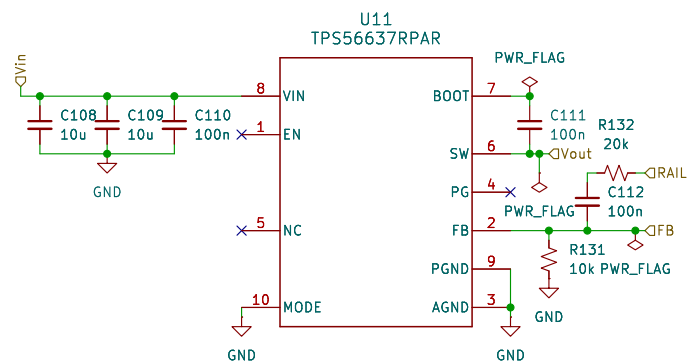 U11
TPS56637RPAR
Vin
PWR_FLAG
8
VIN
BOOT
7
C108
10u
C109
10u
C110
100n
1
EN
C111
100n
R132
20k
SW
6
Vout
GND
PG
4
RAIL
C112
100n
PWR_FLAG
5
NC
FB
2
FB
R131
10k
PWR_FLAG
PGND
9
10
MODE
AGND
3
GND
GND
GND